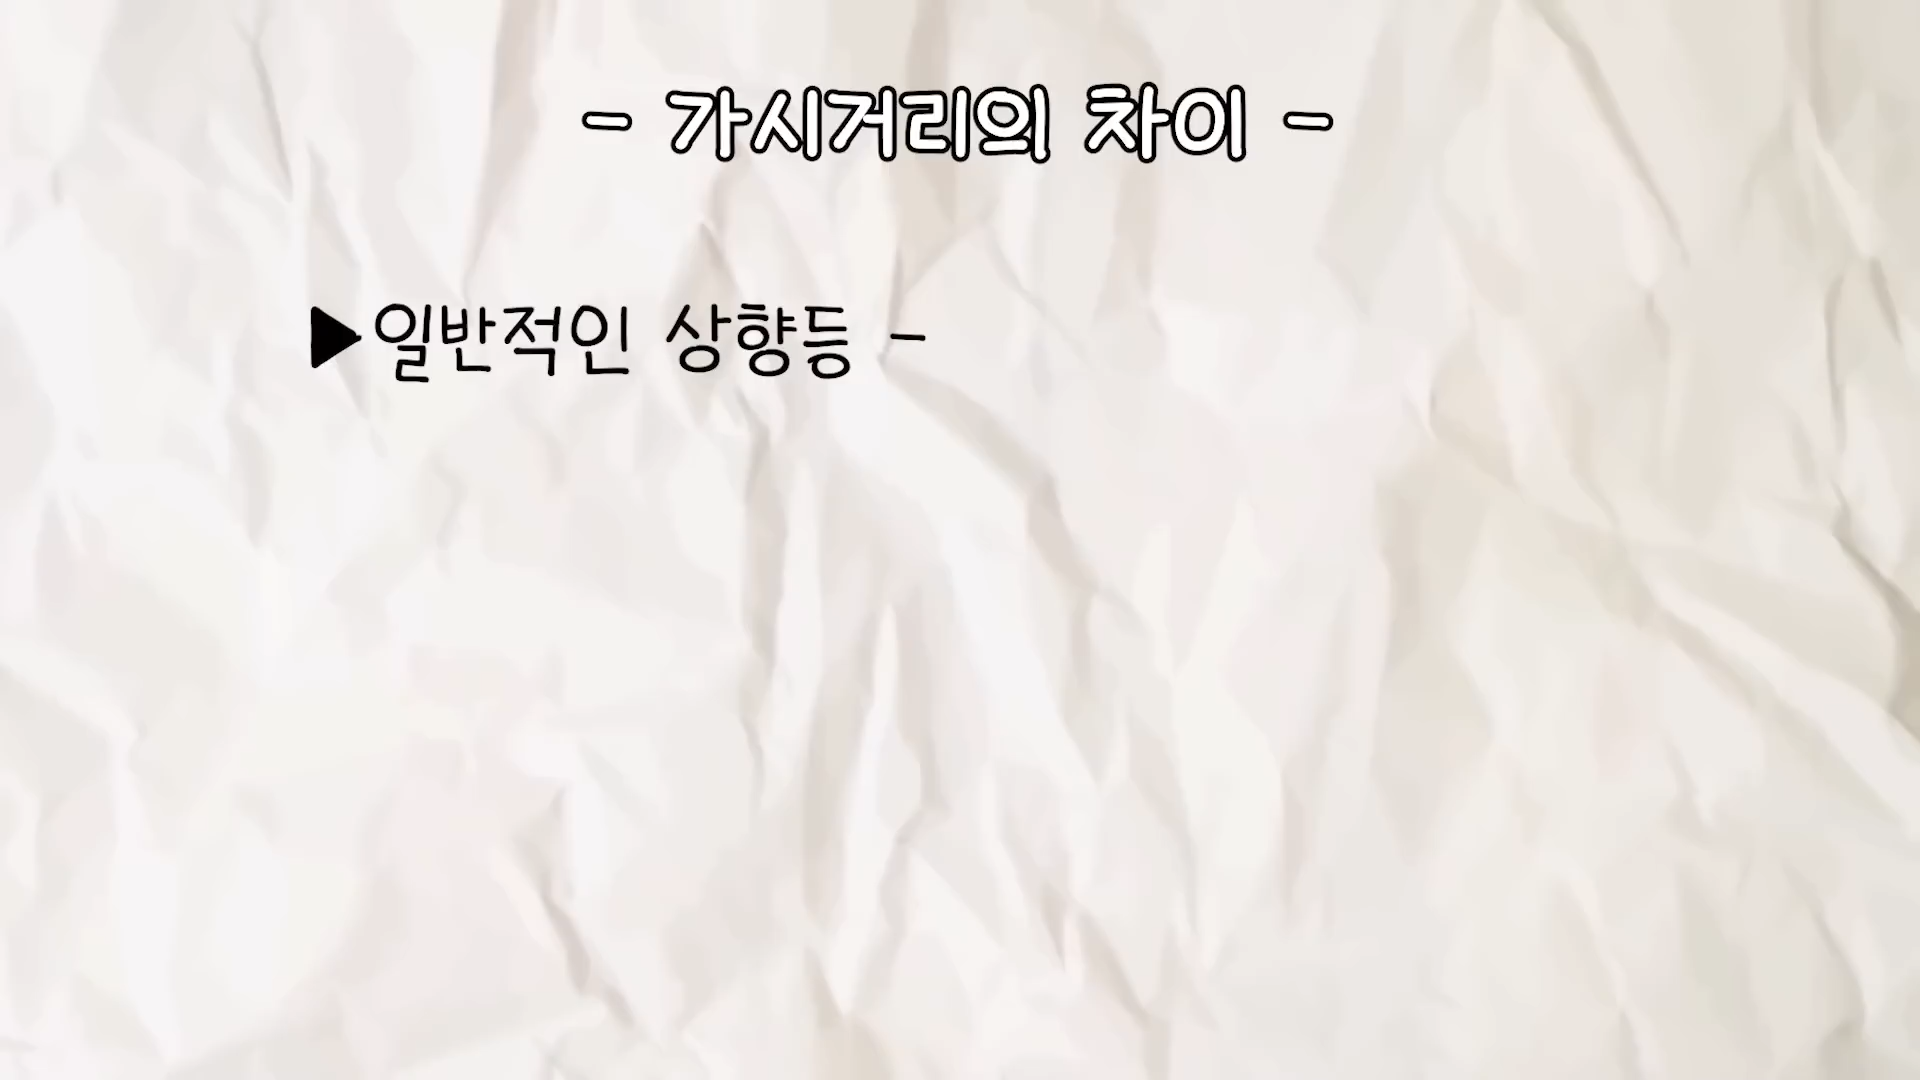 - 가시거리의 차이 -
▶일반적인 상향등 -